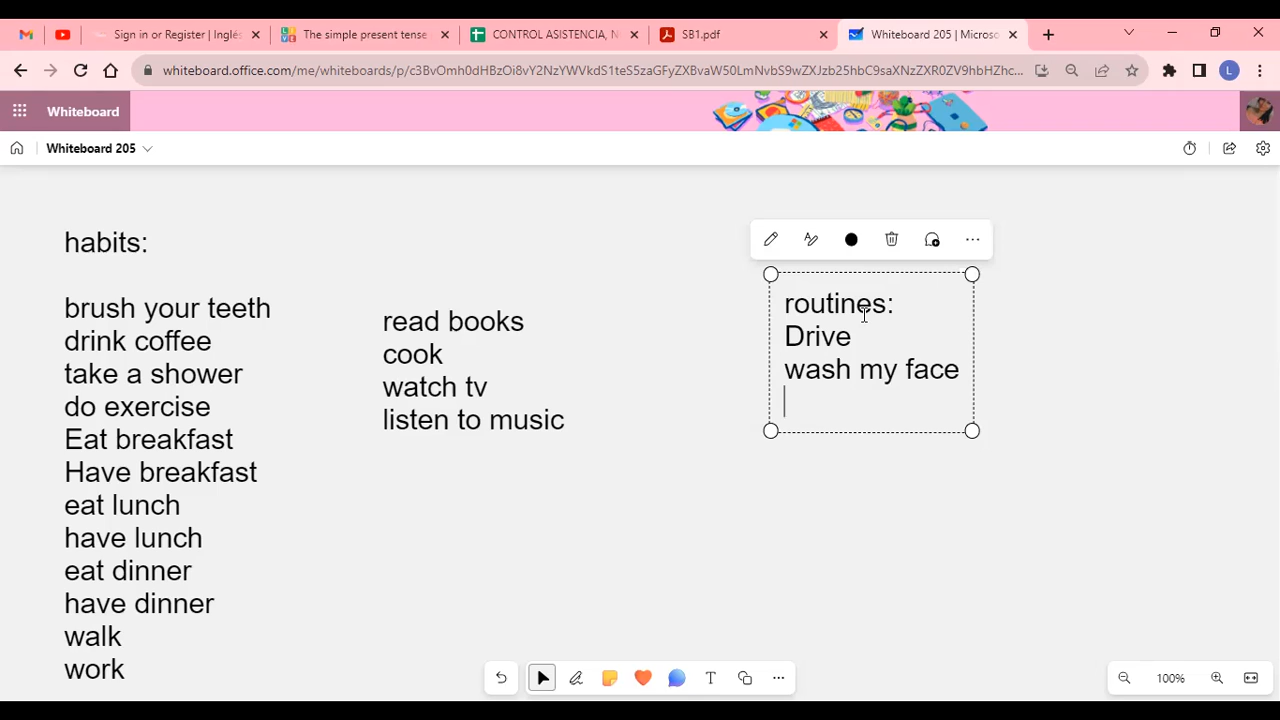 Sign in or Register | Inglés
The simple present tense
CONTROL ASISTENCIA, N
SB1.pdf
Whiteboard 205 | Microso
whiteboard.office.com/me/whiteboards/p/
L
Whiteboard
Whiteboard 205
habits:
brush your teeth
drink coffee
take a shower
do exercise
Eat breakfast
Have breakfast
eat lunch
have lunch
eat dinner
have dinner
walk
work
read books
cook
watch tv
listen to music
routines:
Drive
wash my face
100%